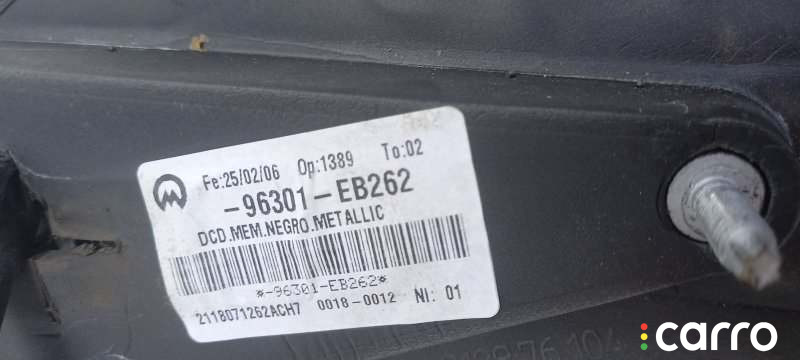 Fe:25/02/06 Op:1389 To:02
-96301-EB262
DCD.MEM.NEGRO.METALLIC
*-96301-EB262*
2118071262ACH7 0018-0012 NI: 01
carro